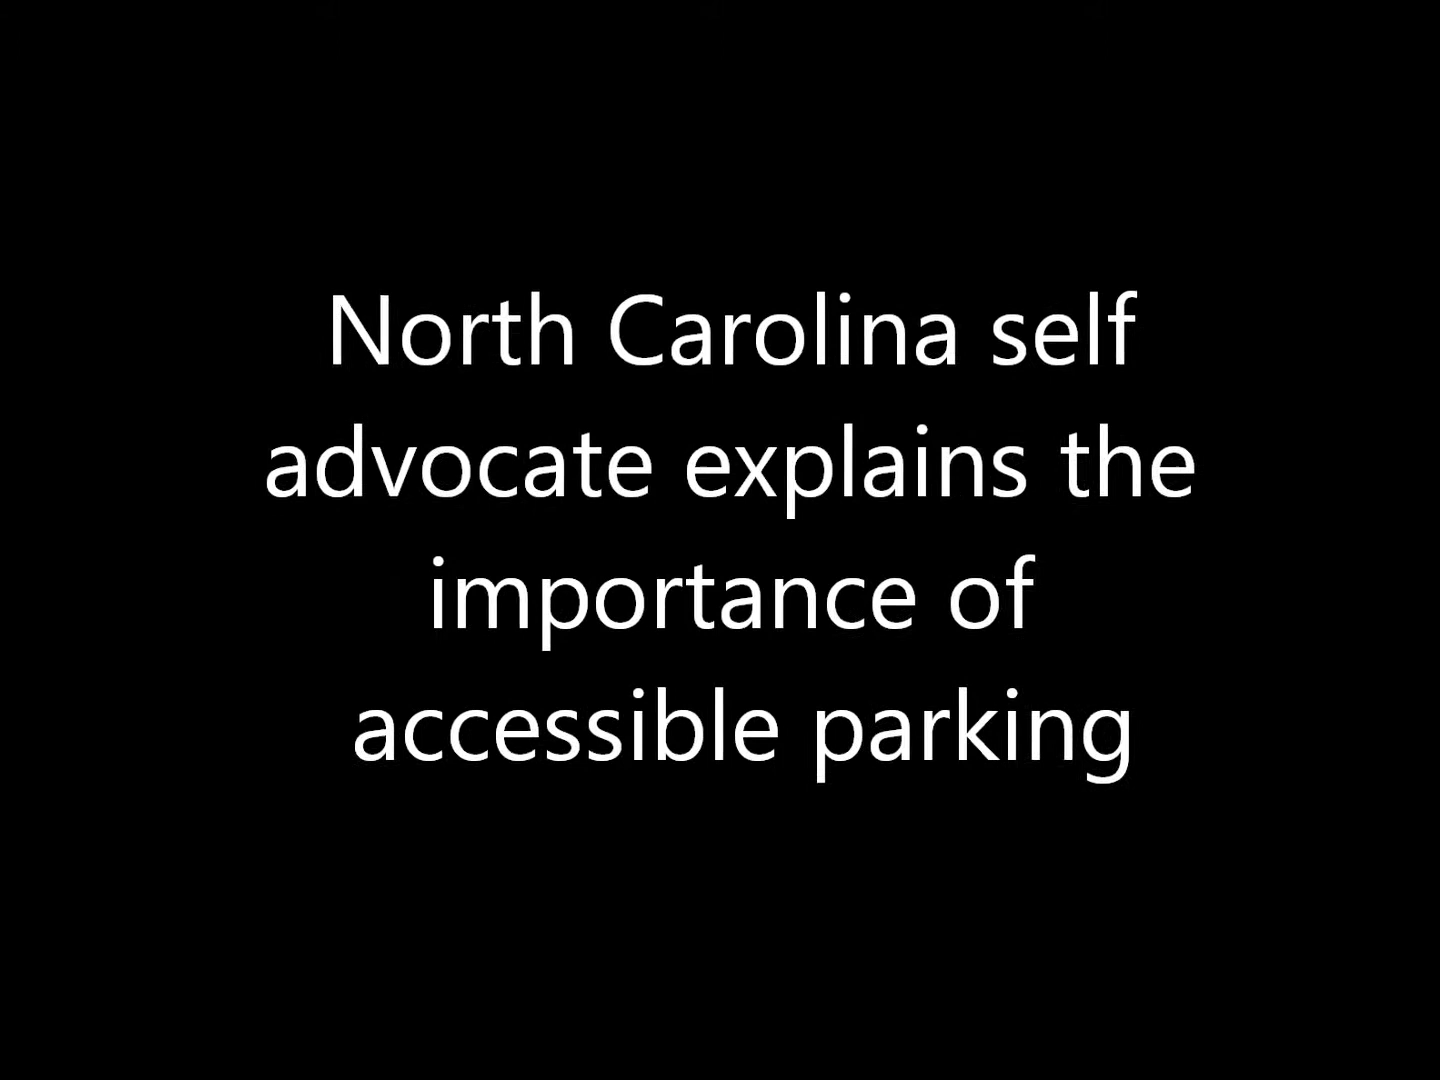 North Carolina self
advocate explains the
importance of
accessible parking